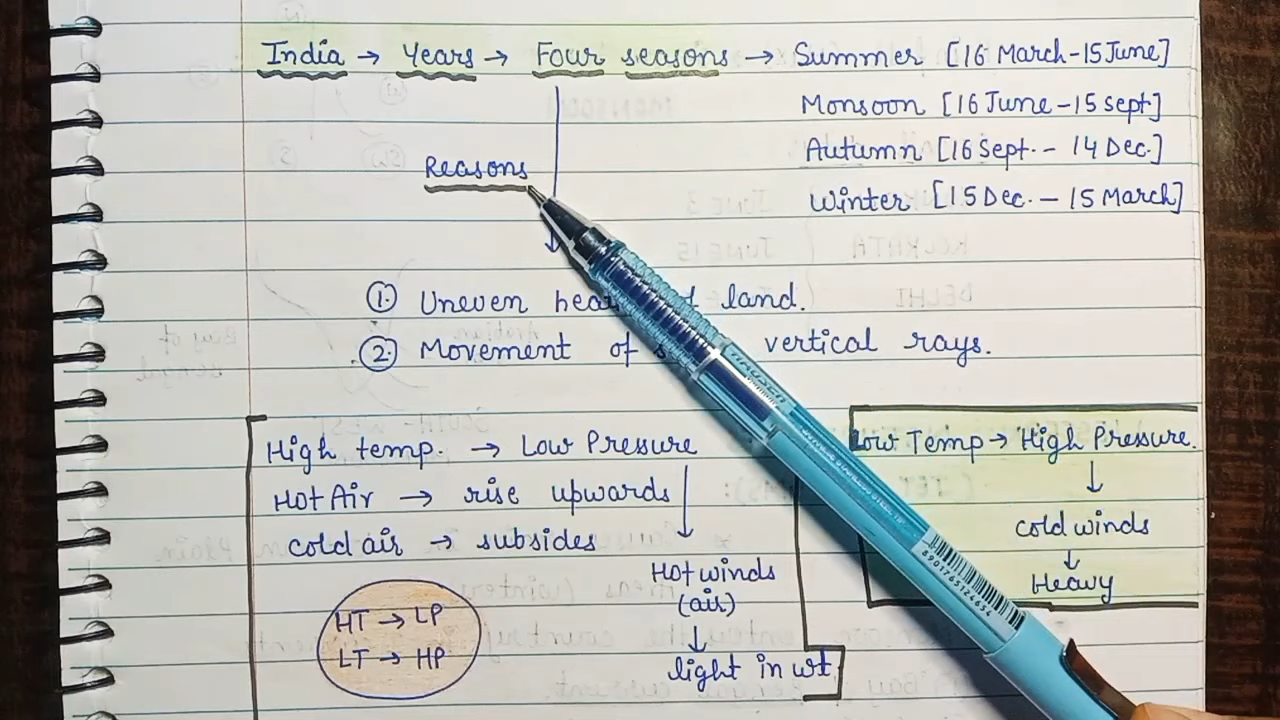 India → Years → Four seasons → Summer [16 March-15 June]
Monsoon [16 June - 15 Sept.]
Autumn [16 Sept. - 14 Dec.]
Reasons
Winter [15 Dec. - 15 March]
① Uneven land.
② Movement of vertical rays.
High temp. → Low Pressure
Low Temp → High Pressure.
Hot Air → rise upwards
cold air → subsides
cold winds
Hot winds
(air)
Heavy
HT → LP
LT → HP
light in wt
8901765124654